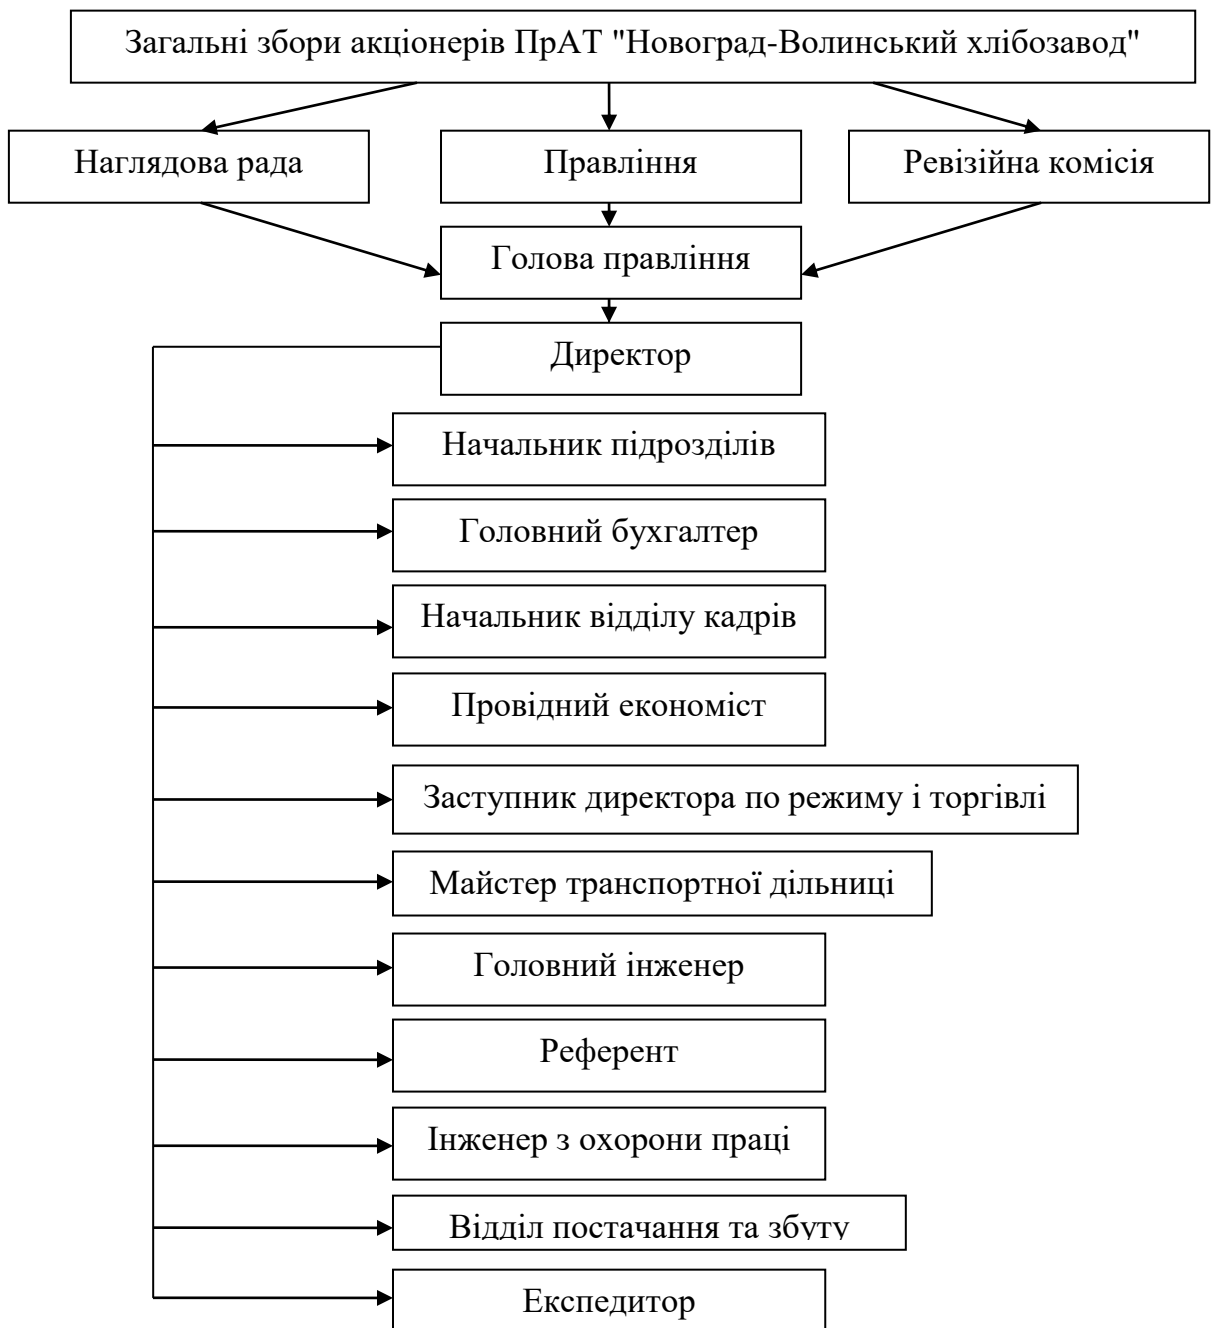 Загальні збори акціонерів ПрАТ "Новоград-Волинський хлібозавод"
Наглядова рада
Правління
Ревізійна комісія
Голова правління
Директор
Начальник підрозділів
Головний бухгалтер
Начальник відділу кадрів
Провідний економіст
Заступник директора по режиму і торгівлі
Майстер транспортної дільниці
Головний інженер
Референт
Інженер з охорони праці
Відділ постачання та збуту
Експедитор